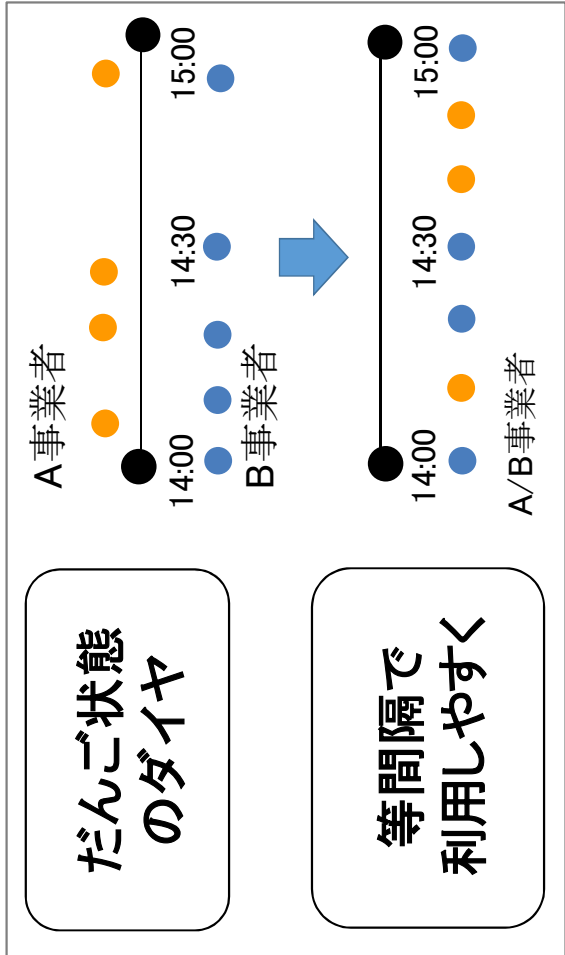 だんご状態
のダイヤ
A事業者
14:00
14:30
15:00
B事業者
等間隔で
利用しやすく
14:00
14:30
15:00
A/B事業者